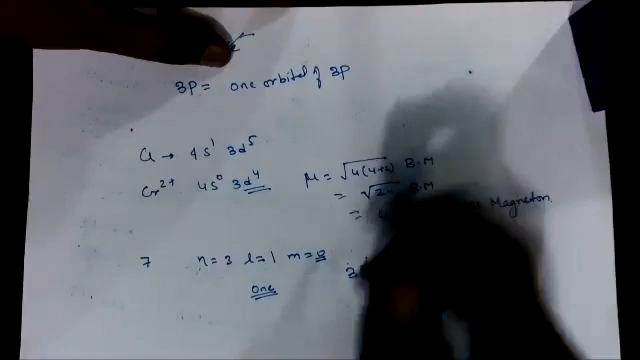 3P = one orbital of 3P
Cr → 4S¹ 3d⁵
Cr²⁺ 4S⁰ 3d⁴ μ = √4(4+2) B.M
= √24 B.M
= Magneton
7 n=3 l=1 m=0
One